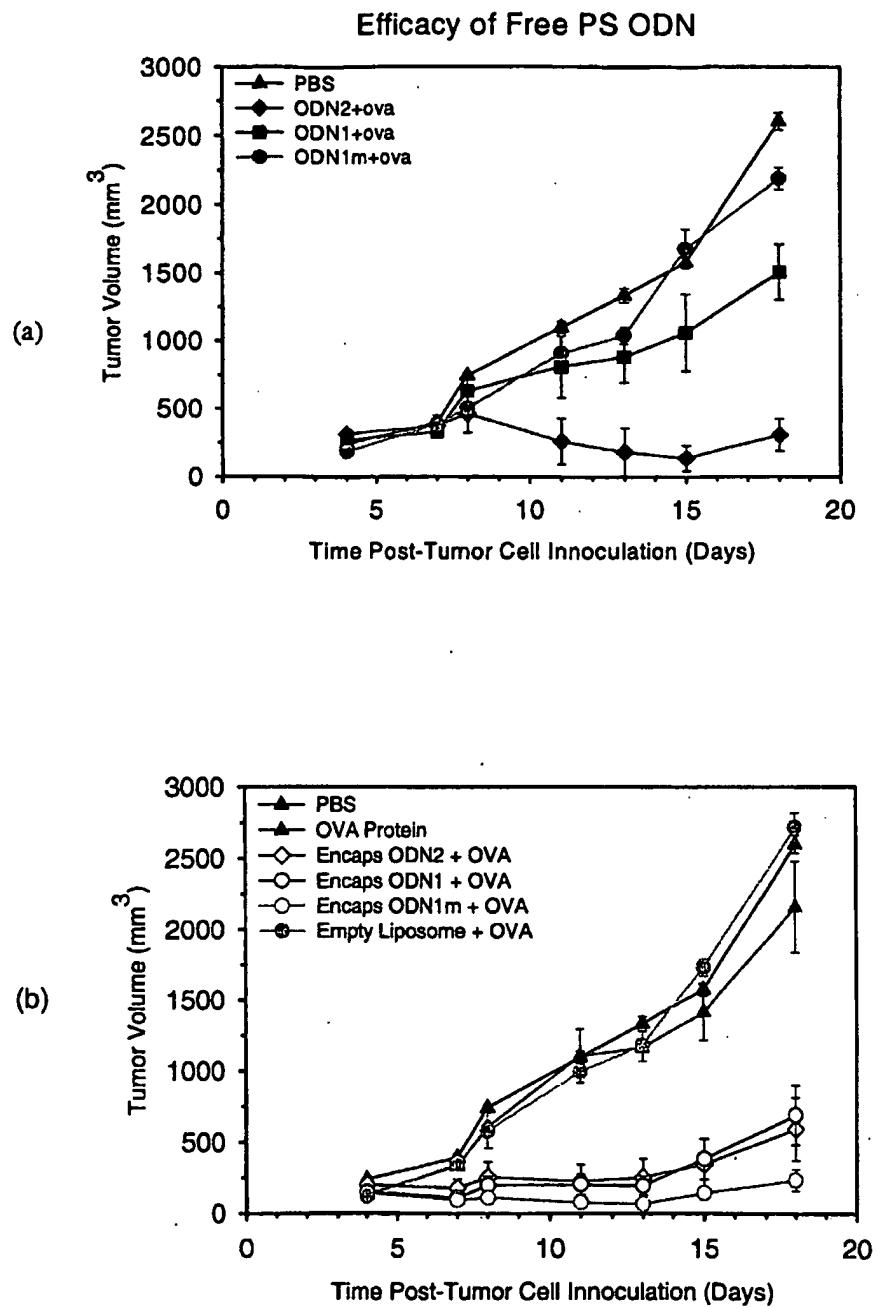 Efficacy of Free PS ODN
(a)
Tumor Volume (mm3)
3000
2500
2000
1500
1000
500
0
PBS
ODN2+ova
ODN1+ova
ODN1m+ova
0 5 10 15 20
Time Post-Tumor Cell Innoculation (Days)
(b)
Tumor Volume (mm3)
3000
2500
2000
1500
1000
500
0
PBS
OVA Protein
Encaps ODN2 + OVA
Encaps ODN1 + OVA
Encaps ODN1m + OVA
Empty Liposome + OVA
0 5 10 15 20
Time Post-Tumor Cell Innoculation (Days)